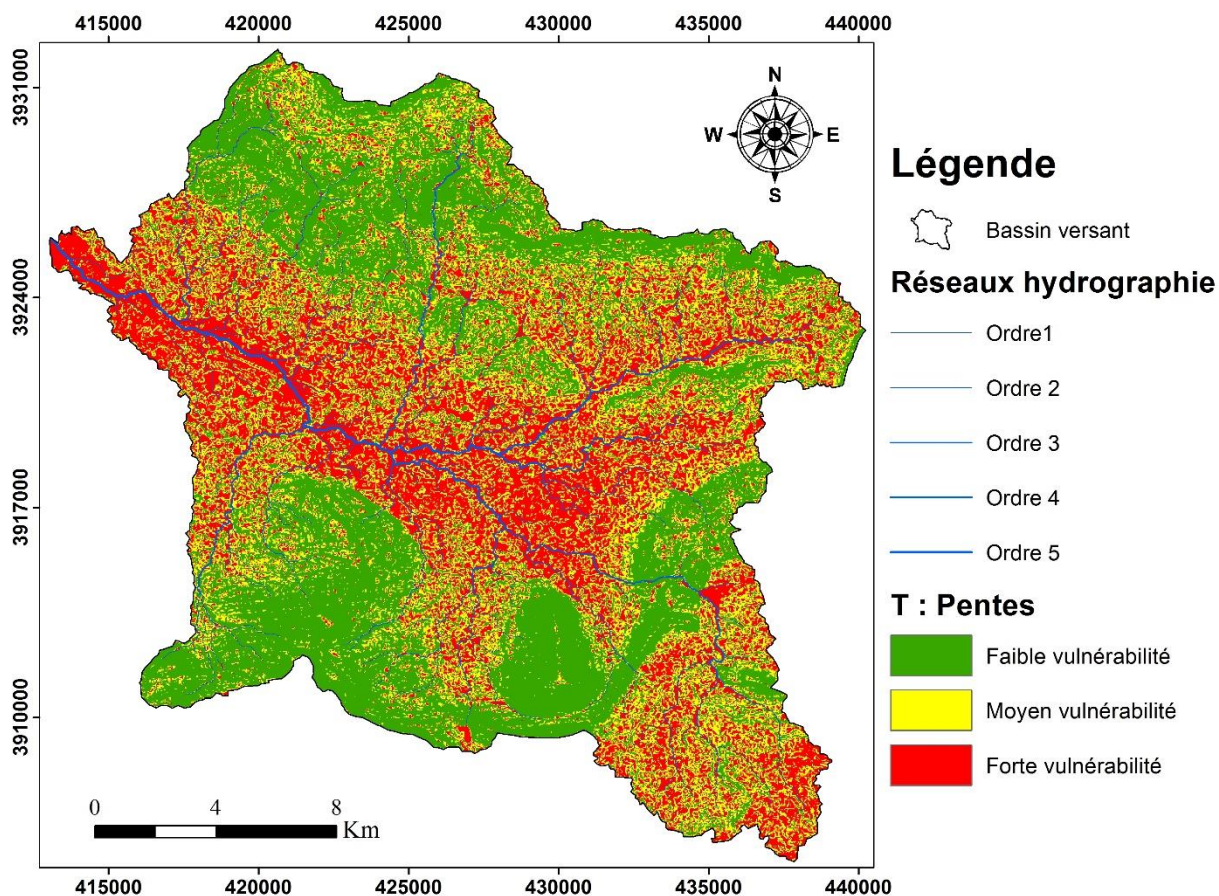 415000 420000 425000 430000 435000 440000
3931000
3924000
3917000
3910000
N
W E
S
Légende
Bassin versant
Réseaux hydrographie
Ordre1
Ordre 2
Ordre 3
Ordre 4
Ordre 5
T : Pentes
Faible vulnérabilité
Moyen vulnérabilité
Forte vulnérabilité
0 4 8
Km
415000 420000 425000 430000 435000 440000